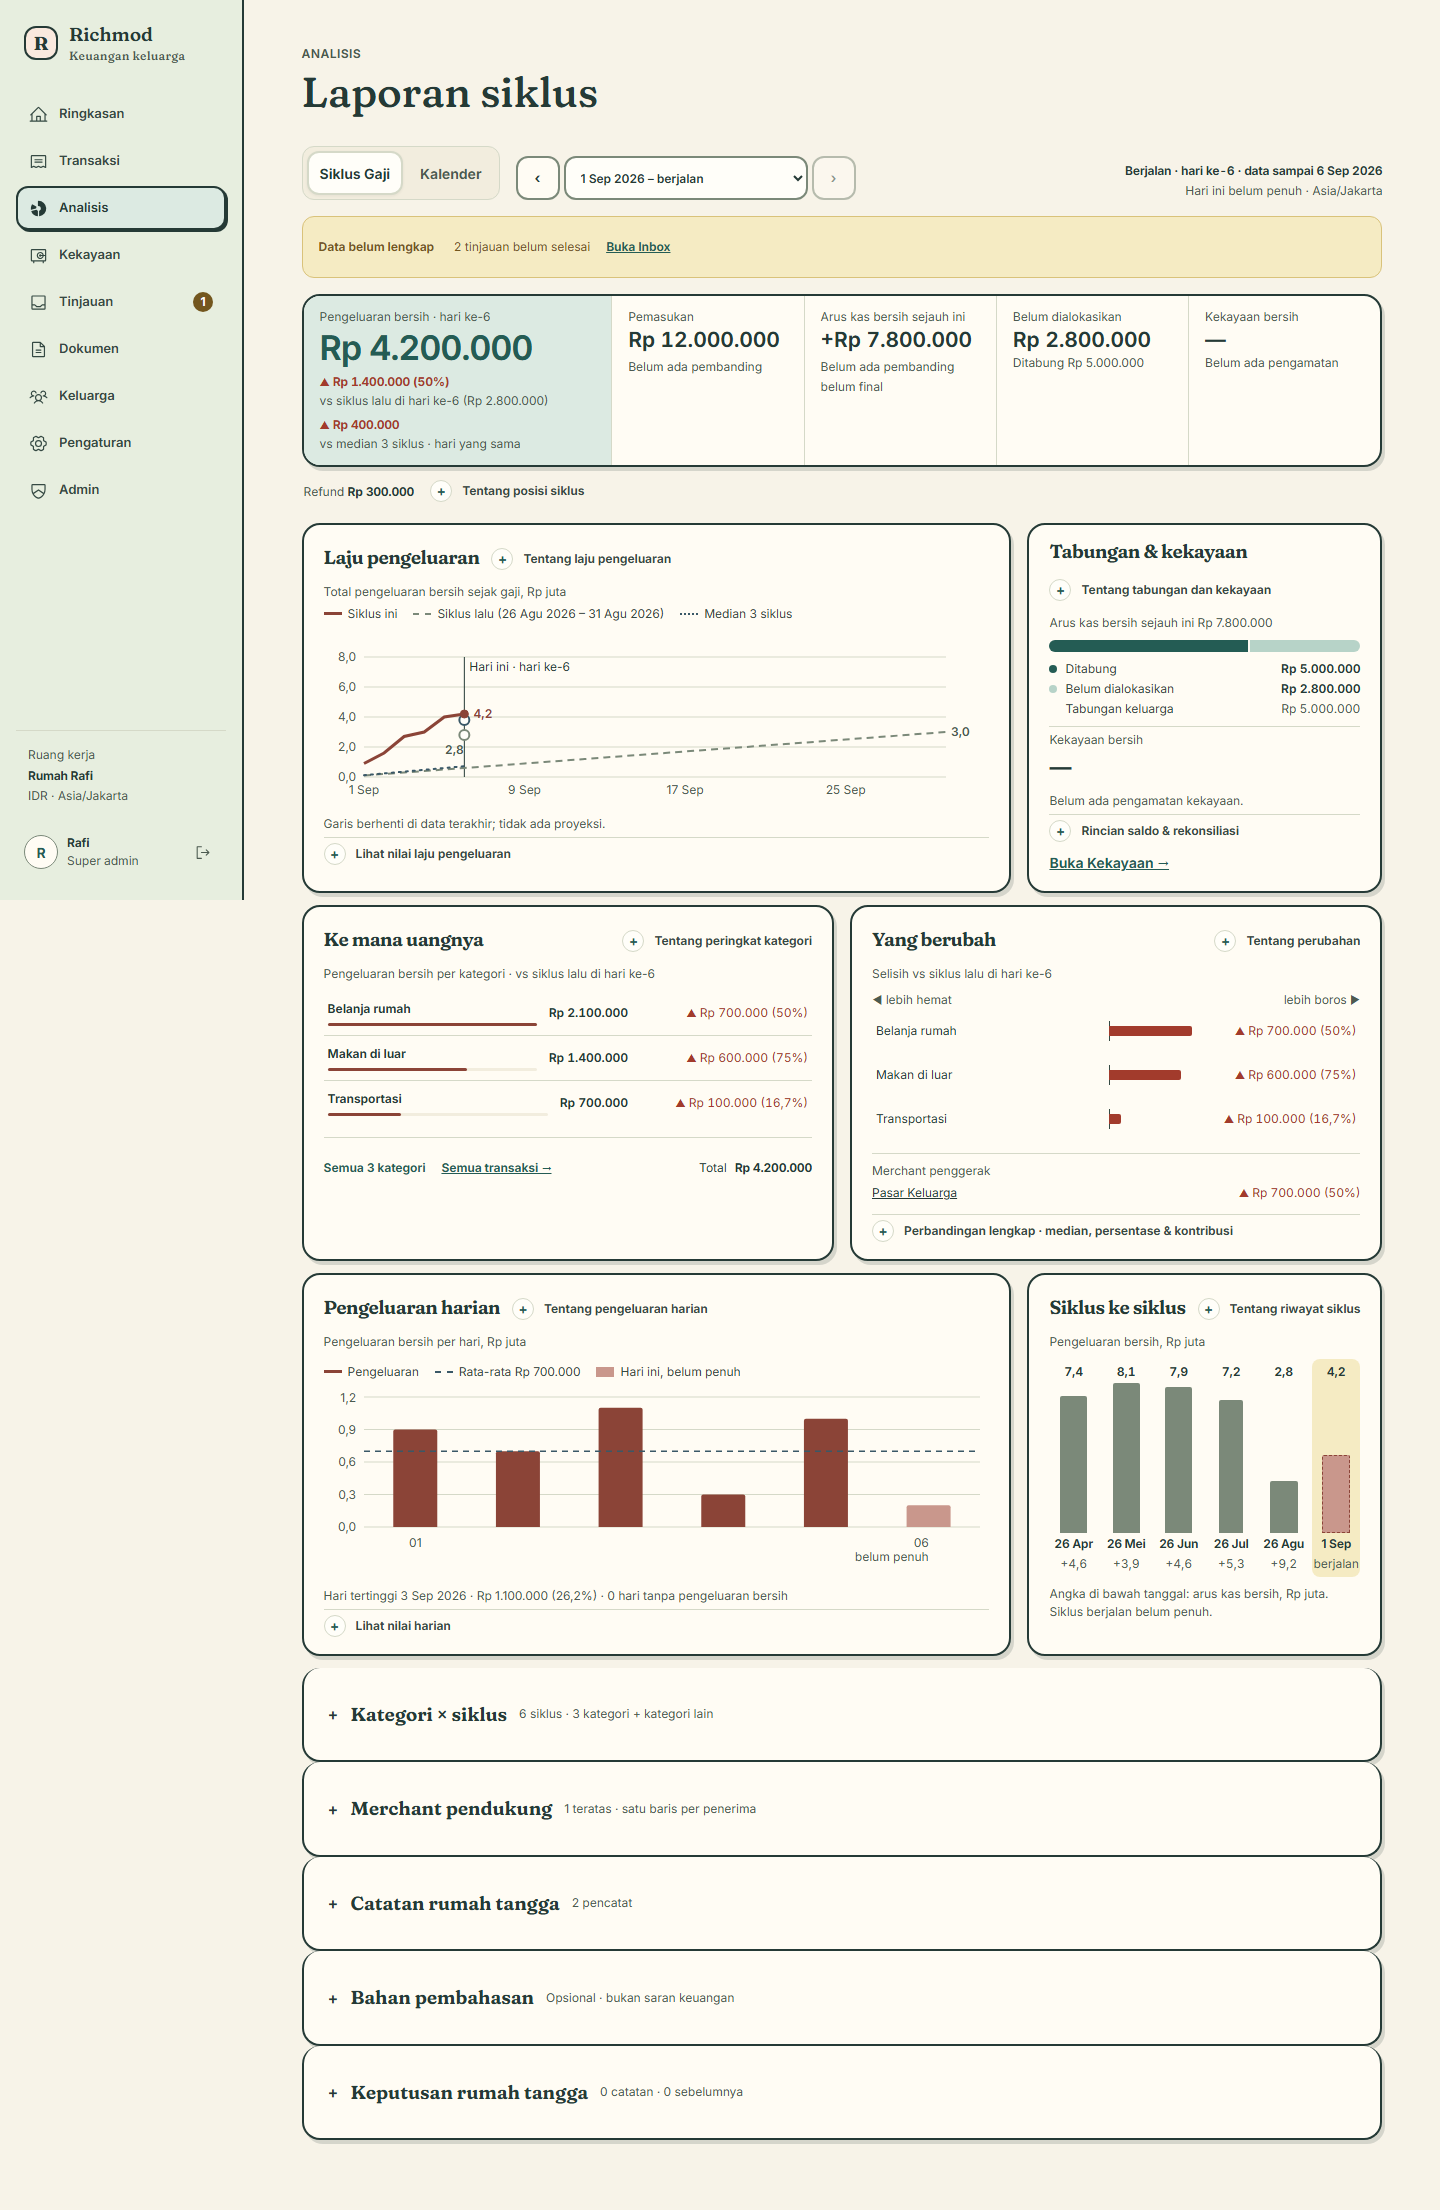 R
Richmod
Keuangan keluarga
Ringkasan
Transaksi
Analisis
Kekayaan
Tinjauan
1
Dokumen
Keluarga
Pengaturan
Admin
Ruang kerja
Rumah Rafi
IDR · Asia/Jakarta
R
Rafi
Super admin
ANALISIS
Laporan siklus
Siklus Gaji
Kalender
‹
1 Sep 2026 – berjalan
›
Berjalan · hari ke-6 · data sampai 6 Sep 2026
Hari ini belum penuh · Asia/Jakarta
Data belum lengkap 2 tinjauan belum selesai Buka Inbox
Pengeluaran bersih · hari ke-6
Rp 4.200.000
▲ Rp 1.400.000 (50%)
vs siklus lalu di hari ke-6 (Rp 2.800.000)
▲ Rp 400.000
vs median 3 siklus · hari yang sama
Pemasukan
Rp 12.000.000
Belum ada pembanding
Arus kas bersih sejauh ini
+Rp 7.800.000
Belum ada pembanding
belum final
Belum dialokasikan
Rp 2.800.000
Ditabung Rp 5.000.000
Kekayaan bersih
—
Belum ada pengamatan
Refund Rp 300.000 + Tentang posisi siklus
Laju pengeluaran + Tentang laju pengeluaran
Total pengeluaran bersih sejak gaji, Rp juta
Siklus ini Siklus lalu (26 Agu 2026 – 31 Agu 2026) Median 3 siklus
8,0
Hari ini · hari ke-6
6,0
4,0
4,2
2,0
2,8
3,0
0,0
1 Sep 9 Sep 17 Sep 25 Sep
Garis berhenti di data terakhir; tidak ada proyeksi.
+ Lihat nilai laju pengeluaran
Tabungan & kekayaan
+ Tentang tabungan dan kekayaan
Arus kas bersih sejauh ini Rp 7.800.000
Ditabung Rp 5.000.000
Belum dialokasikan Rp 2.800.000
Tabungan keluarga Rp 5.000.000
Kekayaan bersih
—
Belum ada pengamatan kekayaan.
+ Rincian saldo & rekonsiliasi
Buka Kekayaan →
Ke mana uangnya + Tentang peringkat kategori
Pengeluaran bersih per kategori · vs siklus lalu di hari ke-6
Belanja rumah Rp 2.100.000 ▲ Rp 700.000 (50%)
Makan di luar Rp 1.400.000 ▲ Rp 600.000 (75%)
Transportasi Rp 700.000 ▲ Rp 100.000 (16,7%)
Semua 3 kategori Semua transaksi → Total Rp 4.200.000
Yang berubah + Tentang perubahan
Selisih vs siklus lalu di hari ke-6
◀ lebih hemat lebih boros ▶
Belanja rumah ▲ Rp 700.000 (50%)
Makan di luar ▲ Rp 600.000 (75%)
Transportasi ▲ Rp 100.000 (16,7%)
Merchant penggerak
Pasar Keluarga ▲ Rp 700.000 (50%)
+ Perbandingan lengkap · median, persentase & kontribusi
Pengeluaran harian + Tentang pengeluaran harian
Pengeluaran bersih per hari, Rp juta
Pengeluaran Rata-rata Rp 700.000 Hari ini, belum penuh
1,2
0,9
0,6
0,3
0,0
01 06
belum penuh
Hari tertinggi 3 Sep 2026 · Rp 1.100.000 (26,2%) · 0 hari tanpa pengeluaran bersih
+ Lihat nilai harian
Siklus ke siklus + Tentang riwayat siklus
Pengeluaran bersih, Rp juta
7,4 8,1 7,9 7,2 2,8 4,2
26 Apr 26 Mei 26 Jun 26 Jul 26 Agu 1 Sep
+4,6 +3,9 +4,6 +5,3 +9,2 berjalan
Angka di bawah tanggal: arus kas bersih, Rp juta.
Siklus berjalan belum penuh.
+ Kategori × siklus 6 siklus · 3 kategori + kategori lain
+ Merchant pendukung 1 teratas · satu baris per penerima
+ Catatan rumah tangga 2 pencatat
+ Bahan pembahasan Opsional · bukan saran keuangan
+ Keputusan rumah tangga 0 catatan · 0 sebelumnya